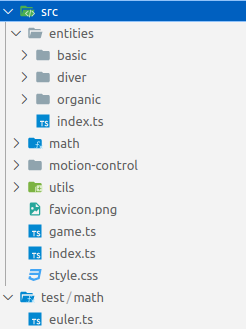 src
entities
basic
diver
organic
index.ts
math
motion-control
utils
favicon.png
game.ts
index.ts
style.css
test/math
euler.ts